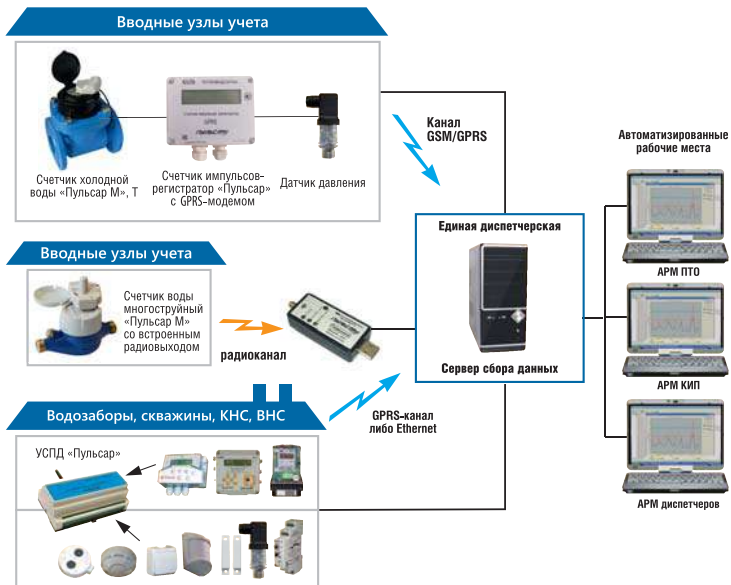 Вводные узлы учета
Счетчик холодной
воды «Пульсар М», Т
Счетчик импульсов-
регистратор «Пульсар»
с GPRS-модемом
Датчик давления
Канал
GSM/GPRS
Автоматизированные
рабочие места
Единая диспетчерская
Сервер сбора данных
АРМ ПТО
АРМ КИП
АРМ диспетчеров
Вводные узлы учета
Счетчик воды
многоструйный
«Пульсар М»
со встроенным
радиовыходом
радиоканал
GPRS-канал
либо Ethernet
Водозаборы, скважины, КНС, ВНС
УСПД «Пульсар»